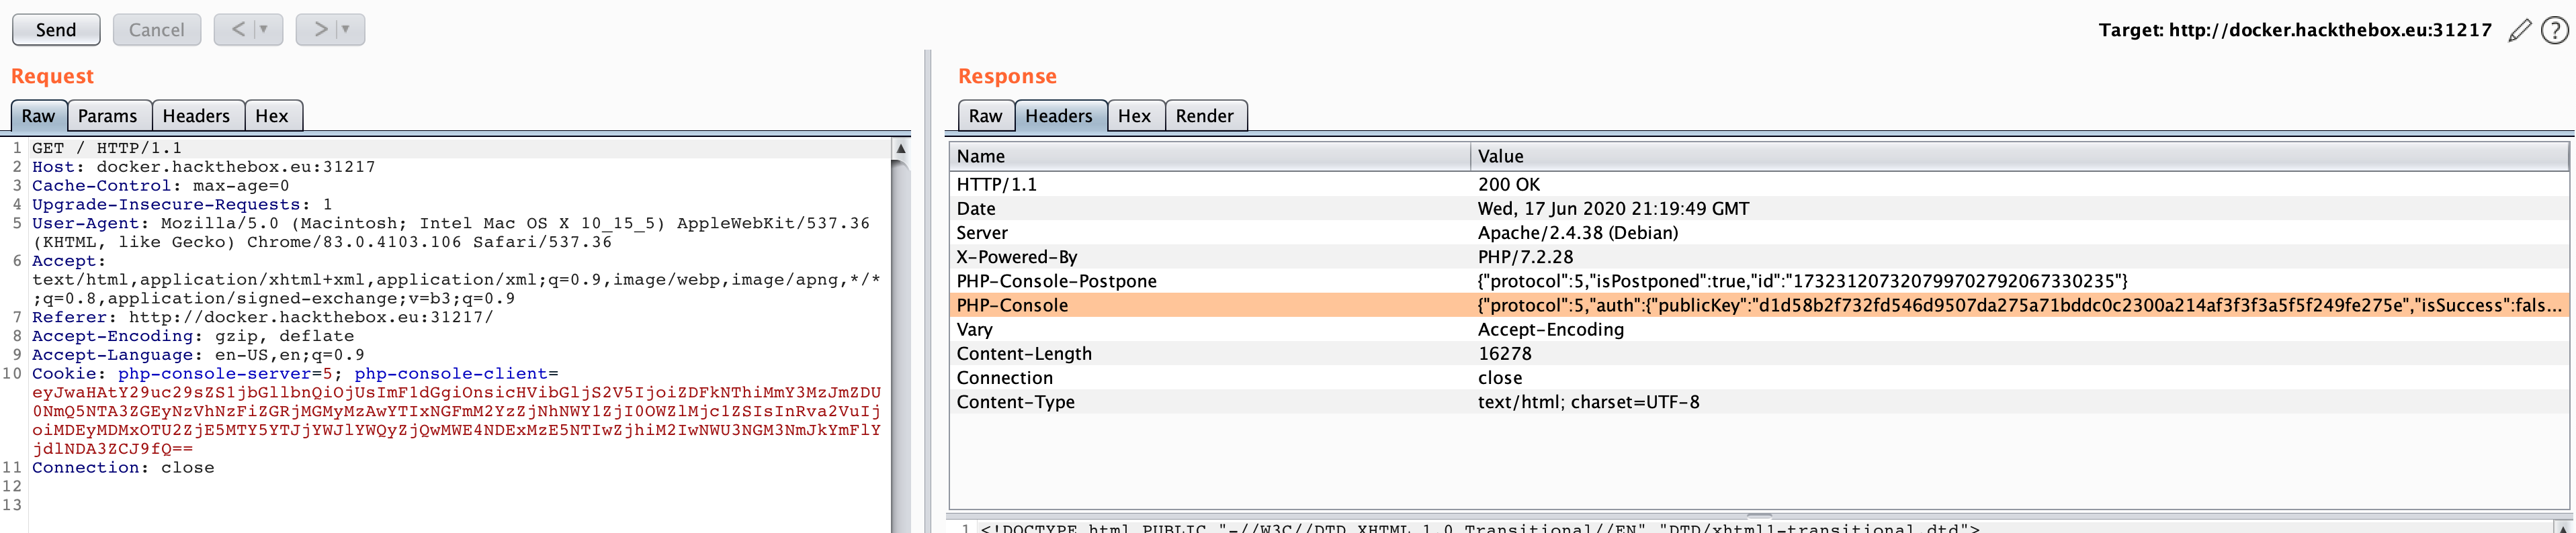 Send Cancel < > Target: http://docker.hackthebox.eu:31217 ?
Request
Raw Params Headers Hex
1 GET / HTTP/1.1
2 Host: docker.hackthebox.eu:31217
3 Cache-Control: max-age=0
4 Upgrade-Insecure-Requests: 1
5 User-Agent: Mozilla/5.0 (Macintosh; Intel Mac OS X 10_15_5) AppleWebKit/537.36
(KHTML, like Gecko) Chrome/83.0.4103.106 Safari/537.36
6 Accept:
text/html,application/xhtml+xml,application/xml;q=0.9,image/webp,image/apng,*/*
;q=0.8,application/signed-exchange;v=b3;q=0.9
7 Referer: http://docker.hackthebox.eu:31217/
8 Accept-Encoding: gzip, deflate
9 Accept-Language: en-US,en;q=0.9
10 Cookie: php-console-server=5; php-console-client=
eyJwaHAtY29uc29sZS1jbGllbnQiOjUsImF1dGgiOnsicHVibGljS2V5IjoiZDFkNThiMmY3MzJmZDU
0NmQ5NTA3ZGEyNzVhNzFiZGRjMGMyMzAwYTIxNGFmM2YzZjNhNWY1ZjI0OWZlMjc1ZSIsInRva2VuIj
oiMDEyMDMxOTU2ZjE5MTY5YTJjYWJlYWQyZjQwMWE4NDExMzE5NTIwZjhiM2IwNWU3NGM3NmJkYmFlY
jdlNDA3ZCJ9fQ==
11 Connection: close
12
13
Response
Raw Headers Hex Render
Name Value
HTTP/1.1 200 OK
Date Wed, 17 Jun 2020 21:19:49 GMT
Server Apache/2.4.38 (Debian)
X-Powered-By PHP/7.2.28
PHP-Console-Postpone {"protocol":5,"isPostponed":true,"id":"1732312073207997027920673302​35"}
PHP-Console {"protocol":5,"auth":{"publicKey":"d1d58b2f732fd546d9507da275a71bddc0c2300a214af3f3f3a5f5f249fe275e","isSuccess":fals...
Vary Accept-Encoding
Content-Length 16278
Connection close
Content-Type text/html; charset=UTF-8
1 <!DOCTYPE html PUBLIC "-//W3C//DTD XHTML 1.0 Transitional//EN" "DTD/xhtml1-transitional.dtd">